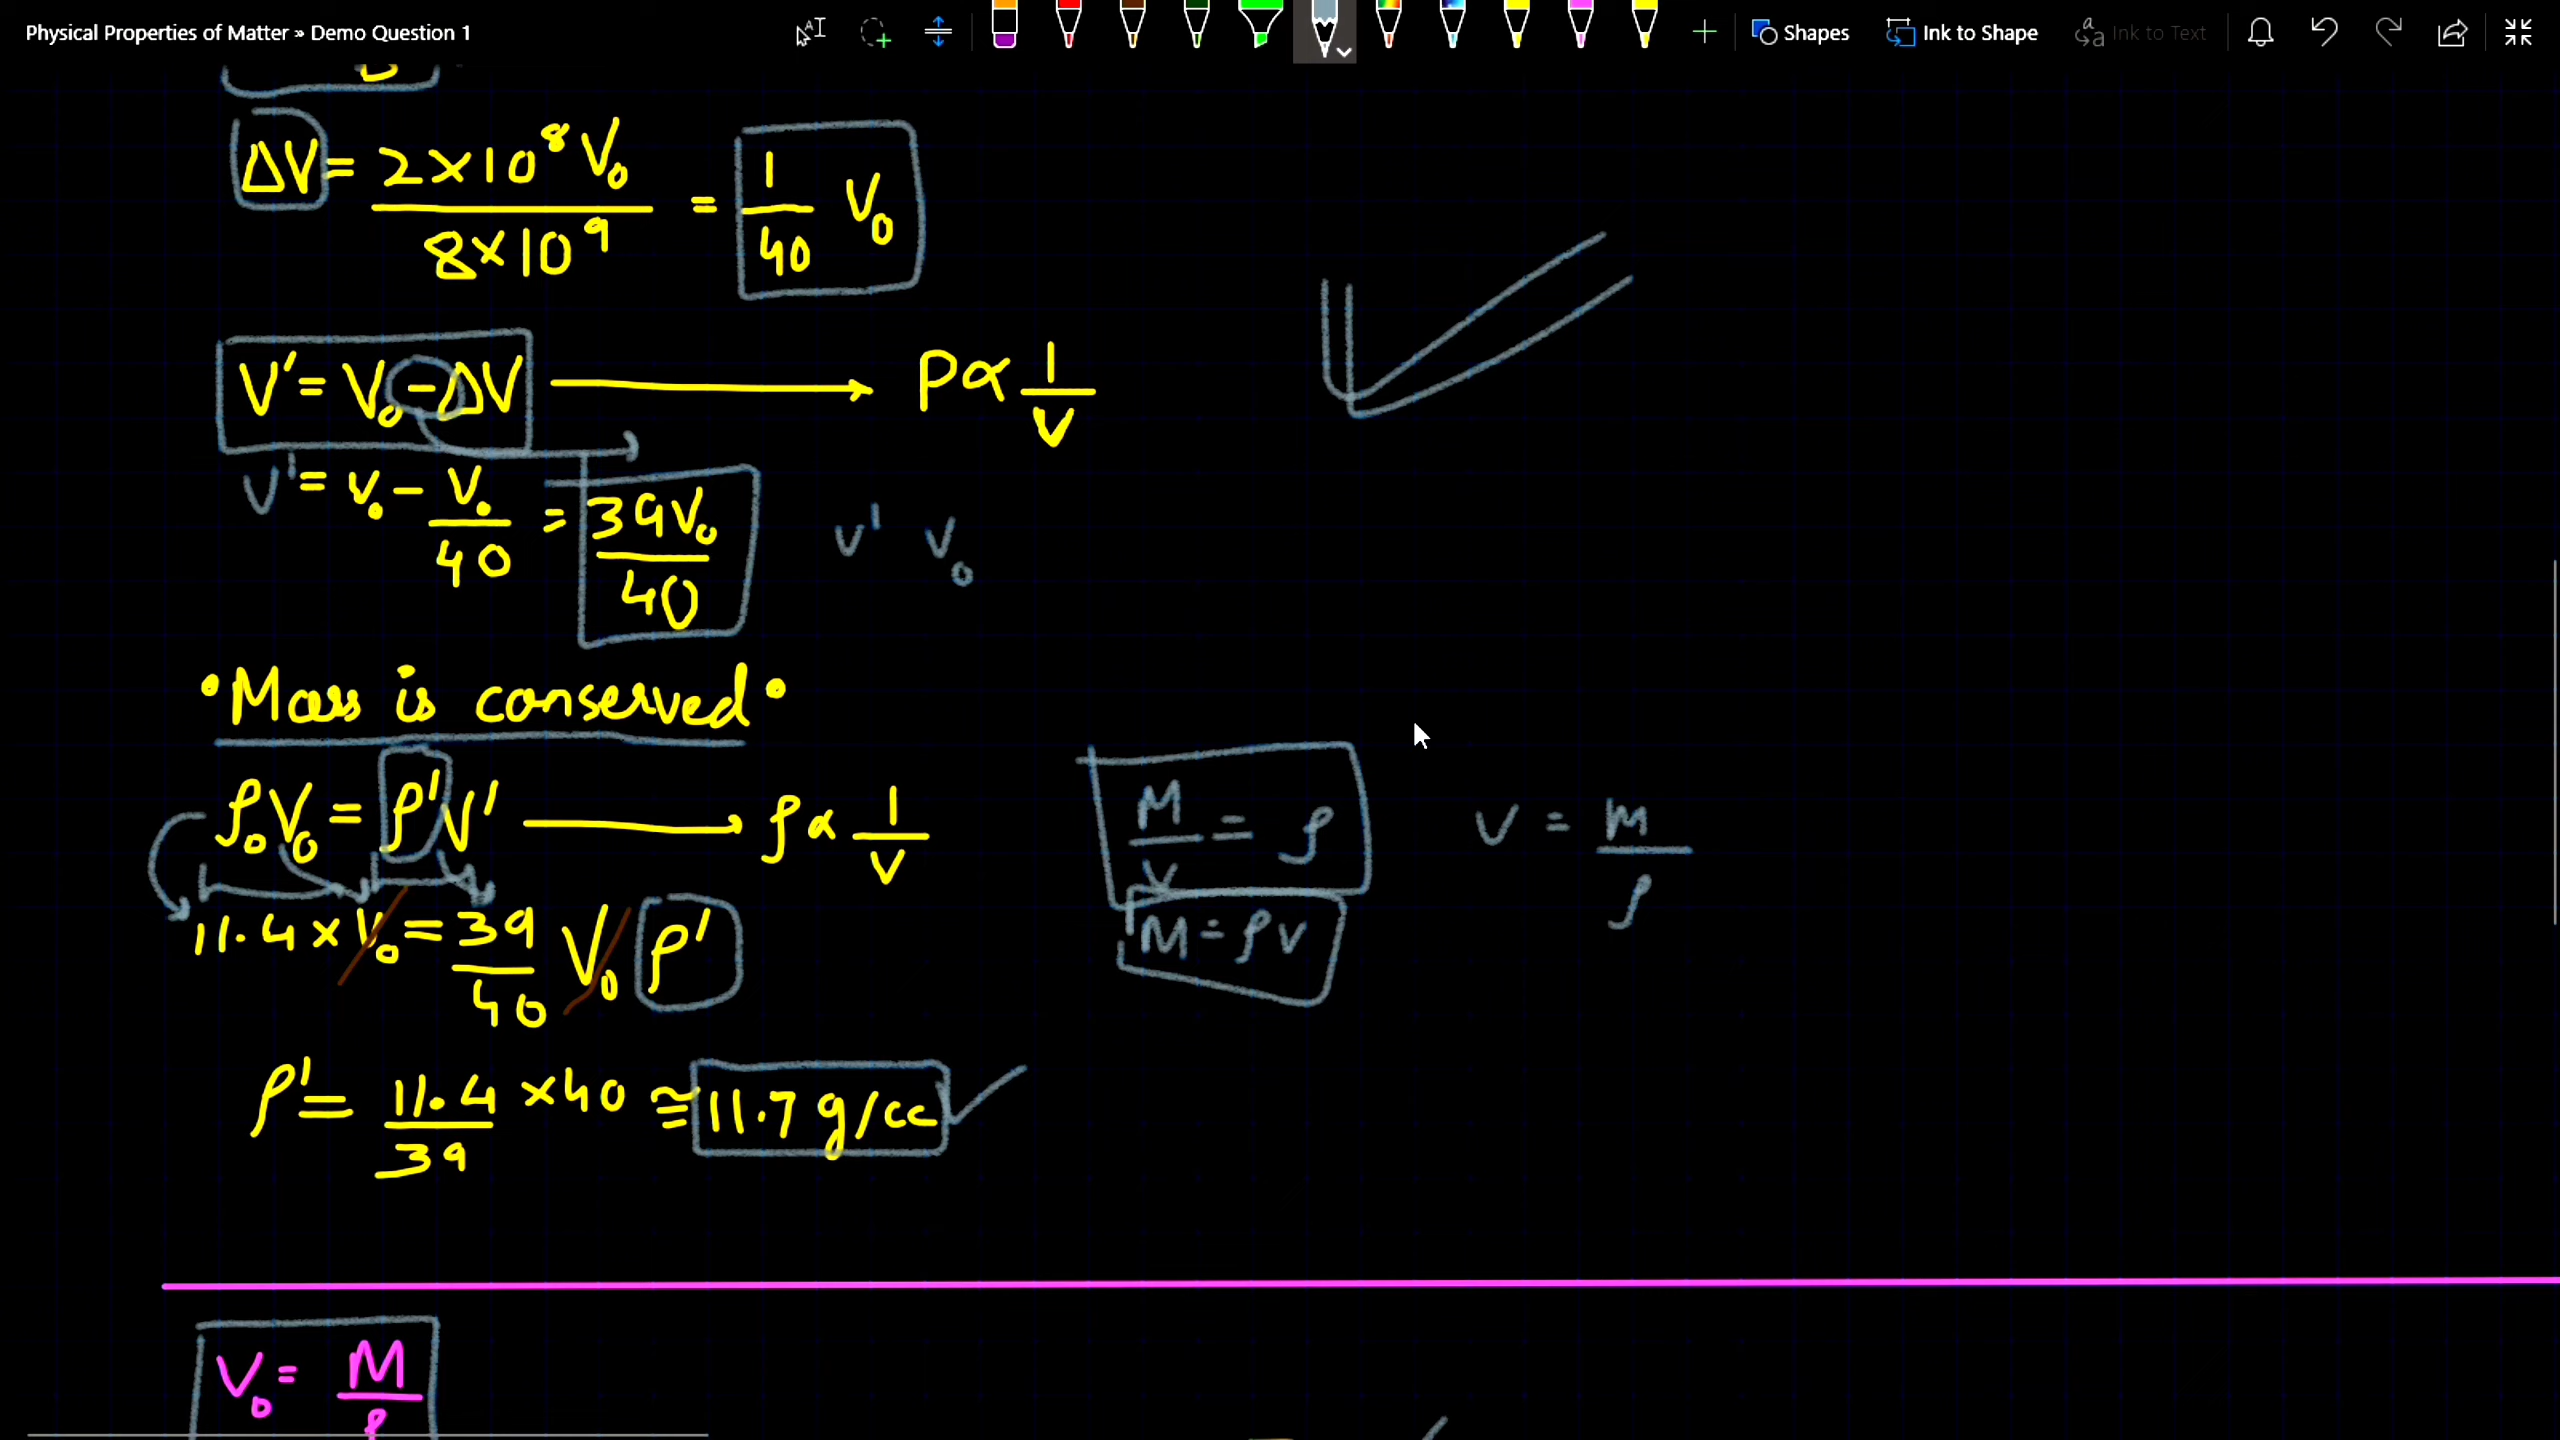 Physical Properties of Matter » Demo Question 1
Shapes
Ink to Shape
Ink to Text
ΔV = 2×10⁸ V₀ / 8×10⁹ = 1/40 V₀
V' = V₀ - ΔV → P ∝ 1/V
V' = V₀ - V₀/40 = 39V₀/40
V' V₀
• Mass is conserved •
ρ₀V₀ = ρ'V' → ρ ∝ 1/V
M/V = ρ
V = M/ρ
11.4 × V₀ = 39/40 V₀ ρ'
M = ρV
ρ' = 11.4/39 × 40 ≅ 11.7 g/cc
V₀ = M/ρ